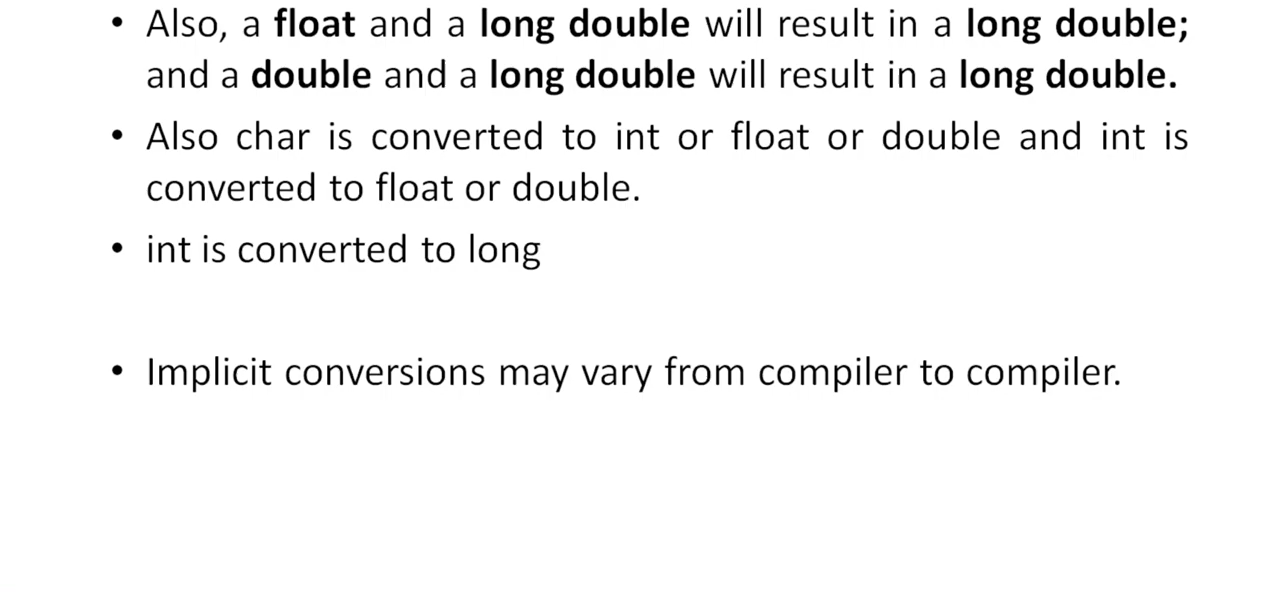 • Also, a float and a long double will result in a long double;
and a double and a long double will result in a long double.
• Also char is converted to int or float or double and int is
converted to float or double.
• int is converted to long
• Implicit conversions may vary from compiler to compiler.